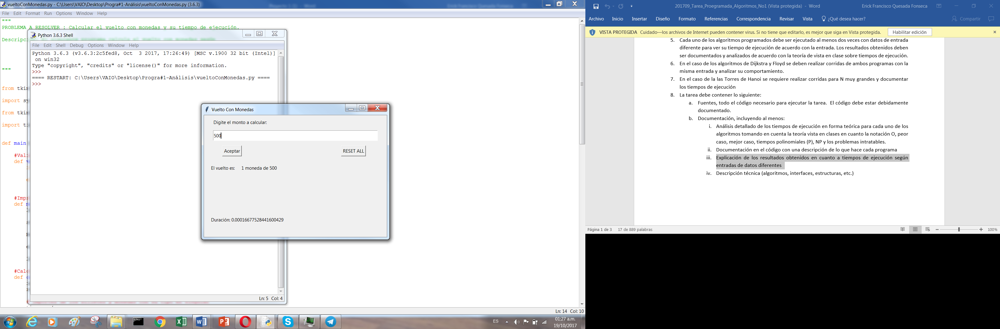 vueltoConMonedas.py - C:\Users\VAIO\Desktop\Progra#1-Análisis\vueltoConMonedas.py (3.6.3)
File Edit Format Run Options Window Help
"""
PROBLEMA A RESOLVER : Calcular el vuelto con monedas y su tiempo de ejecución.
Descripc
"""
from tkin
import sy
from tkin
import ti
def main
#Vali
def v
#Impr
def m
#Calc
def c
Python 3.6.3 Shell
File Edit Shell Debug Options Window Help
Python 3.6.3 (v3.6.3:2c5fed8, Oct 3 2017, 17:26:49) [MSC v.1900 32 bit (Intel)]
on win32
Type "copyright", "credits" or "license()" for more information.
>>>
==== RESTART: C:\Users\VAIO\Desktop\Progra#1-Análisis\vueltoConMonedas.py ====
>>>
Ln: 5 Col: 4
Vuelto Con Monedas
Digite el monto a calcular:
500
Aceptar RESET ALL
El vuelto es: 1 moneda de 500
Duración: 0.00016677528441600429
Ln: 14 Col: 10
ES 01:27 a.m.
19/10/2017
201709_Tarea_Proegramada_Algoritmos_No1 (Vista protegida) - Word Erick Francisco Quesada Fonseca
Archivo Inicio Insertar Diseño Formato Referencias Correspondencia Revisar Vista ¿Qué desea hacer? Compartir
VISTA PROTEGIDA Cuidado—los archivos de Internet pueden contener virus. Si no tiene que editarlo, es mejor que siga en Vista protegida. Habilitar edición
5. Cada uno de los algoritmos programados debe ser ejecutado al menos dos veces con datos de entrada
diferente para ver su tiempo de ejecución de acuerdo con la entrada. Los resultados obtenidos deben
ser documentados y analizados de acuerdo con la teoría de vista en clase sobre tiempos de ejecución.
6. En el caso de los algoritmos de Dijkstra y Floyd se deben realizar corridas de ambos programas con la
misma entrada y analizar su comportamiento.
7. En el caso de la las Torres de Hanoi se requiere realizar corridas para N muy grandes y documentar
los tiempos de ejecución
8. La tarea debe contener lo siguiente:
a. Fuentes, todo el código necesario para ejecutar la tarea. El código debe estar debidamente
documentado.
b. Documentación, incluyendo al menos:
i. Análisis detallado de los tiempos de ejecución en forma teórica para cada uno de los
algoritmos tomando en cuenta la teoría vista en clases en cuanto la notación O, peor
caso, mejor caso, tiempos polinomiales (P), NP y los problemas intratables.
ii. Documentación en el código con una descripción de lo que hace cada programa
iii. Explicación de los resultados obtenidos en cuanto a tiempos de ejecución según
entradas de datos diferentes
iv. Descripción técnica (algoritmos, interfaces, estructuras, etc.)
Página 1 de 3 17 de 889 palabras 100%